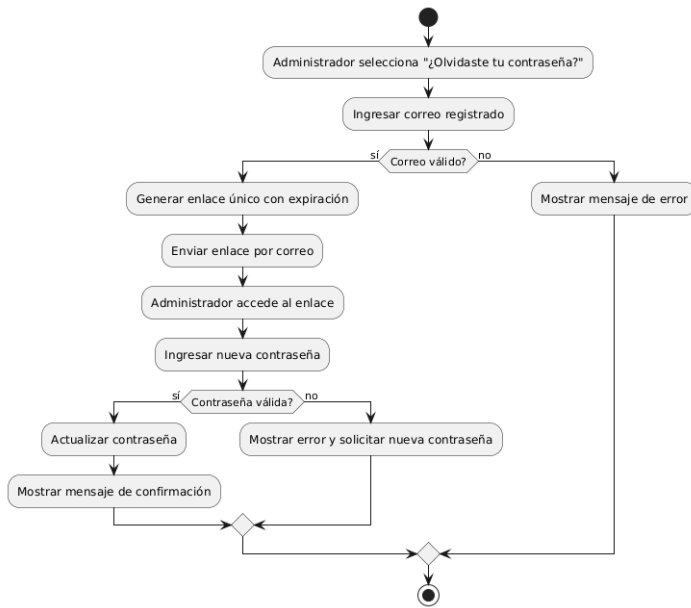 Administrador selecciona "¿Olvidaste tu contraseña?"
Ingresar correo registrado
sí
Correo válido?
no
Generar enlace único con expiración
Mostrar mensaje de error
Enviar enlace por correo
Administrador accede al enlace
Ingresar nueva contraseña
sí
Contraseña válida?
no
Actualizar contraseña
Mostrar error y solicitar nueva contraseña
Mostrar mensaje de confirmación